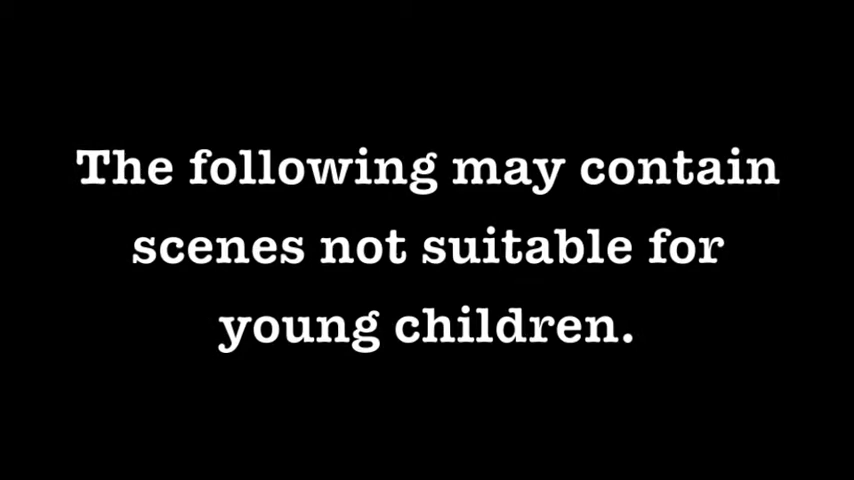 The following may contain
scenes not suitable for
young children.